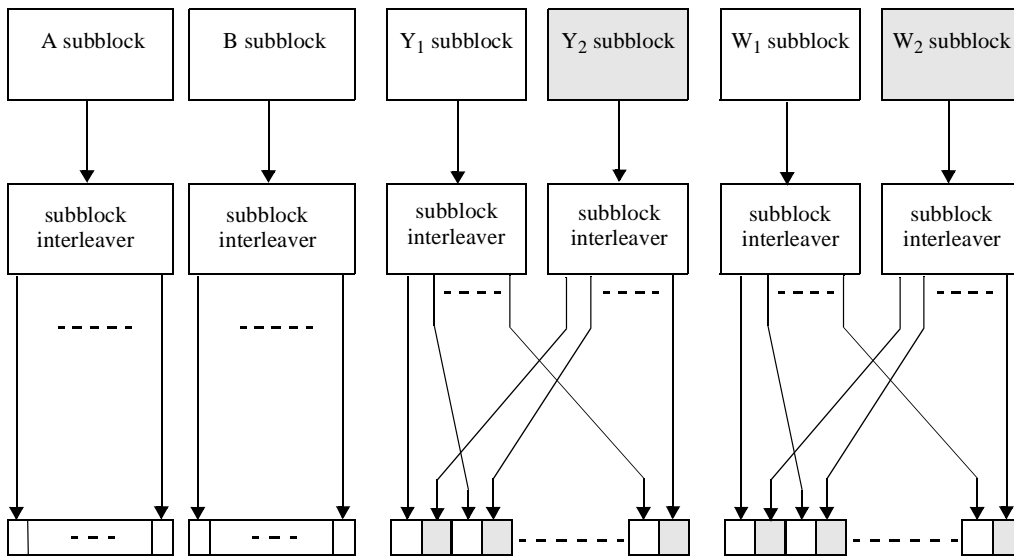 A subblock
B subblock
Y1 subblock
Y2 subblock
W1 subblock
W2 subblock
subblock
interleaver
subblock
interleaver
subblock
interleaver
subblock
interleaver
subblock
interleaver
subblock
interleaver